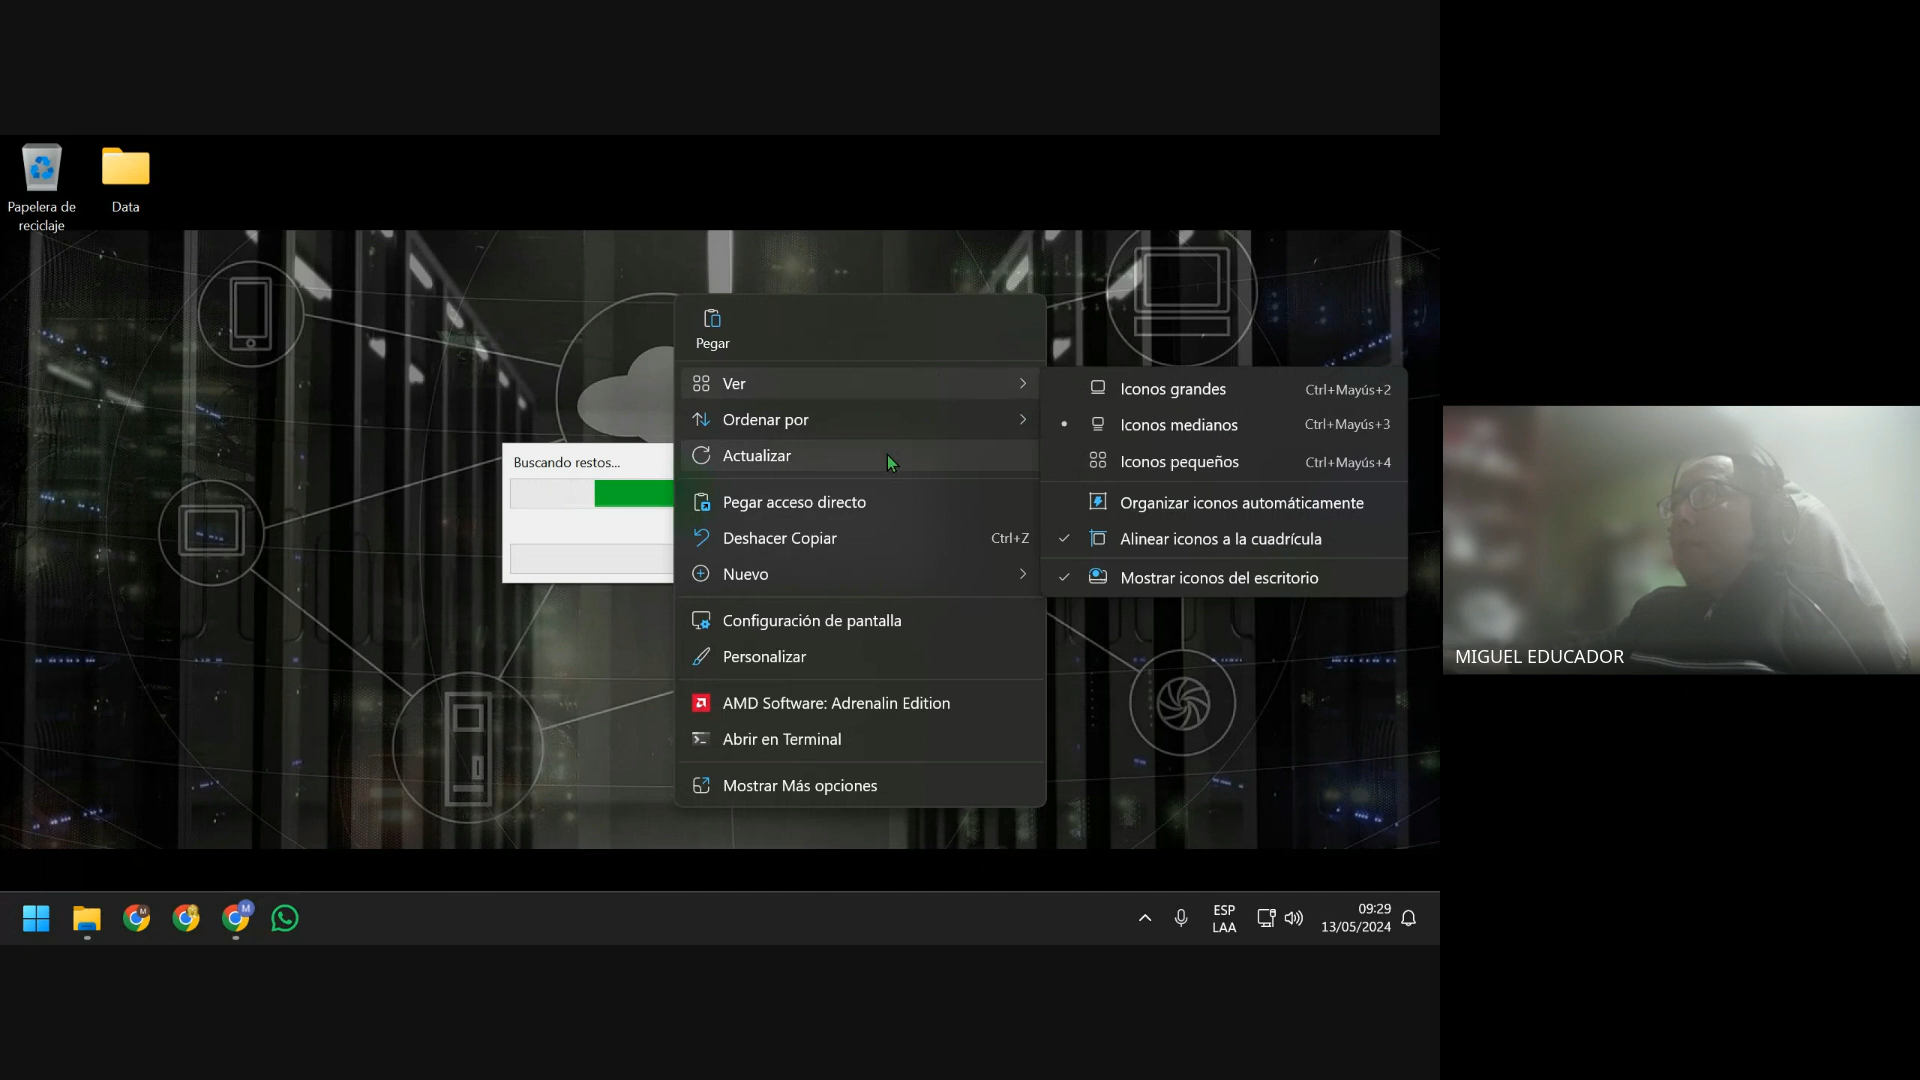 Papelera de
reciclaje
Data
Buscando restos...
Pegar
Ver
Ordenar por
Actualizar
Pegar acceso directo
Deshacer Copiar Ctrl+Z
Nuevo
Configuración de pantalla
Personalizar
AMD Software: Adrenalin Edition
Abrir en Terminal
Mostrar Más opciones
Iconos grandes Ctrl+Mayús+2
Iconos medianos Ctrl+Mayús+3
Iconos pequeños Ctrl+Mayús+4
Organizar iconos automáticamente
Alinear iconos a la cuadrícula
Mostrar iconos del escritorio
MIGUEL EDUCADOR
M
M
ESP
LAA
09:29
13/05/2024